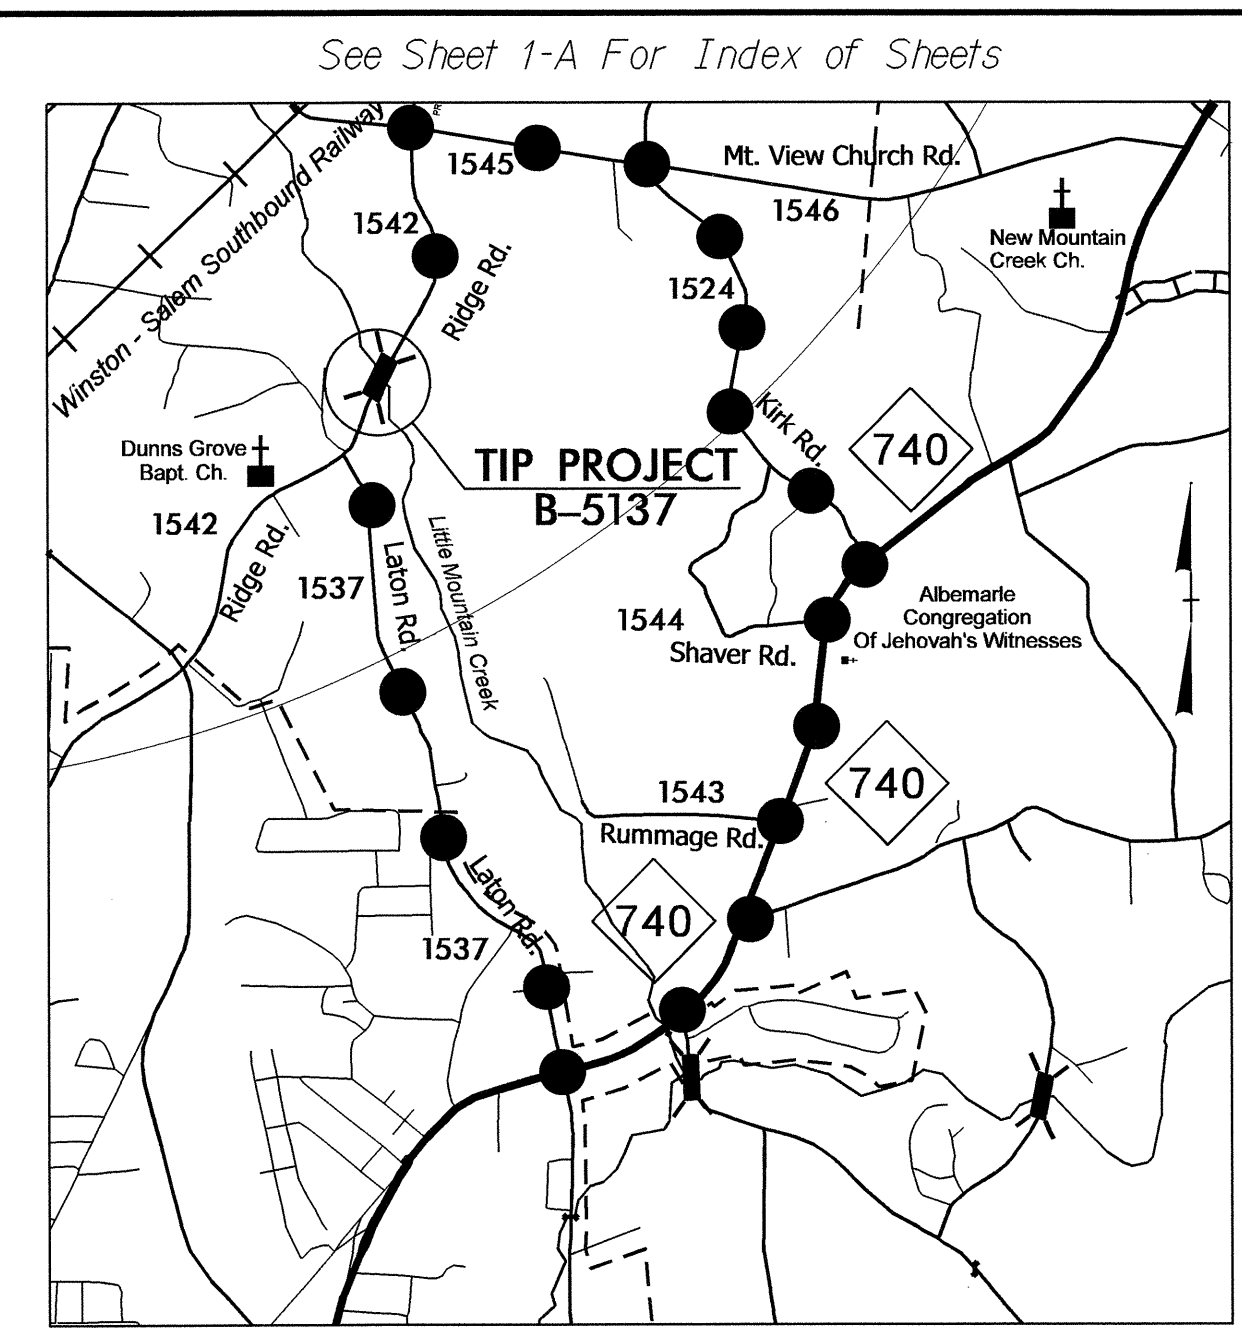 See Sheet 1-A For Index of Sheets
Winston - Salem Southbound Railway
1545
Mt. View Church Rd.
1546
1542
Ridge Rd.
New Mountain
Creek Ch.
1524
Kirk Rd.
740
Dunns Grove
Bapt. Ch.
TIP PROJECT
B-5137
1542
Ridge Rd.
1537
Laton Rd.
Little Mountain Creek
1544
Shaver Rd.
Albemarle
Congregation
Of Jehovah's Witnesses
740
1543
Rummage Rd.
Laton Rd.
1537
740